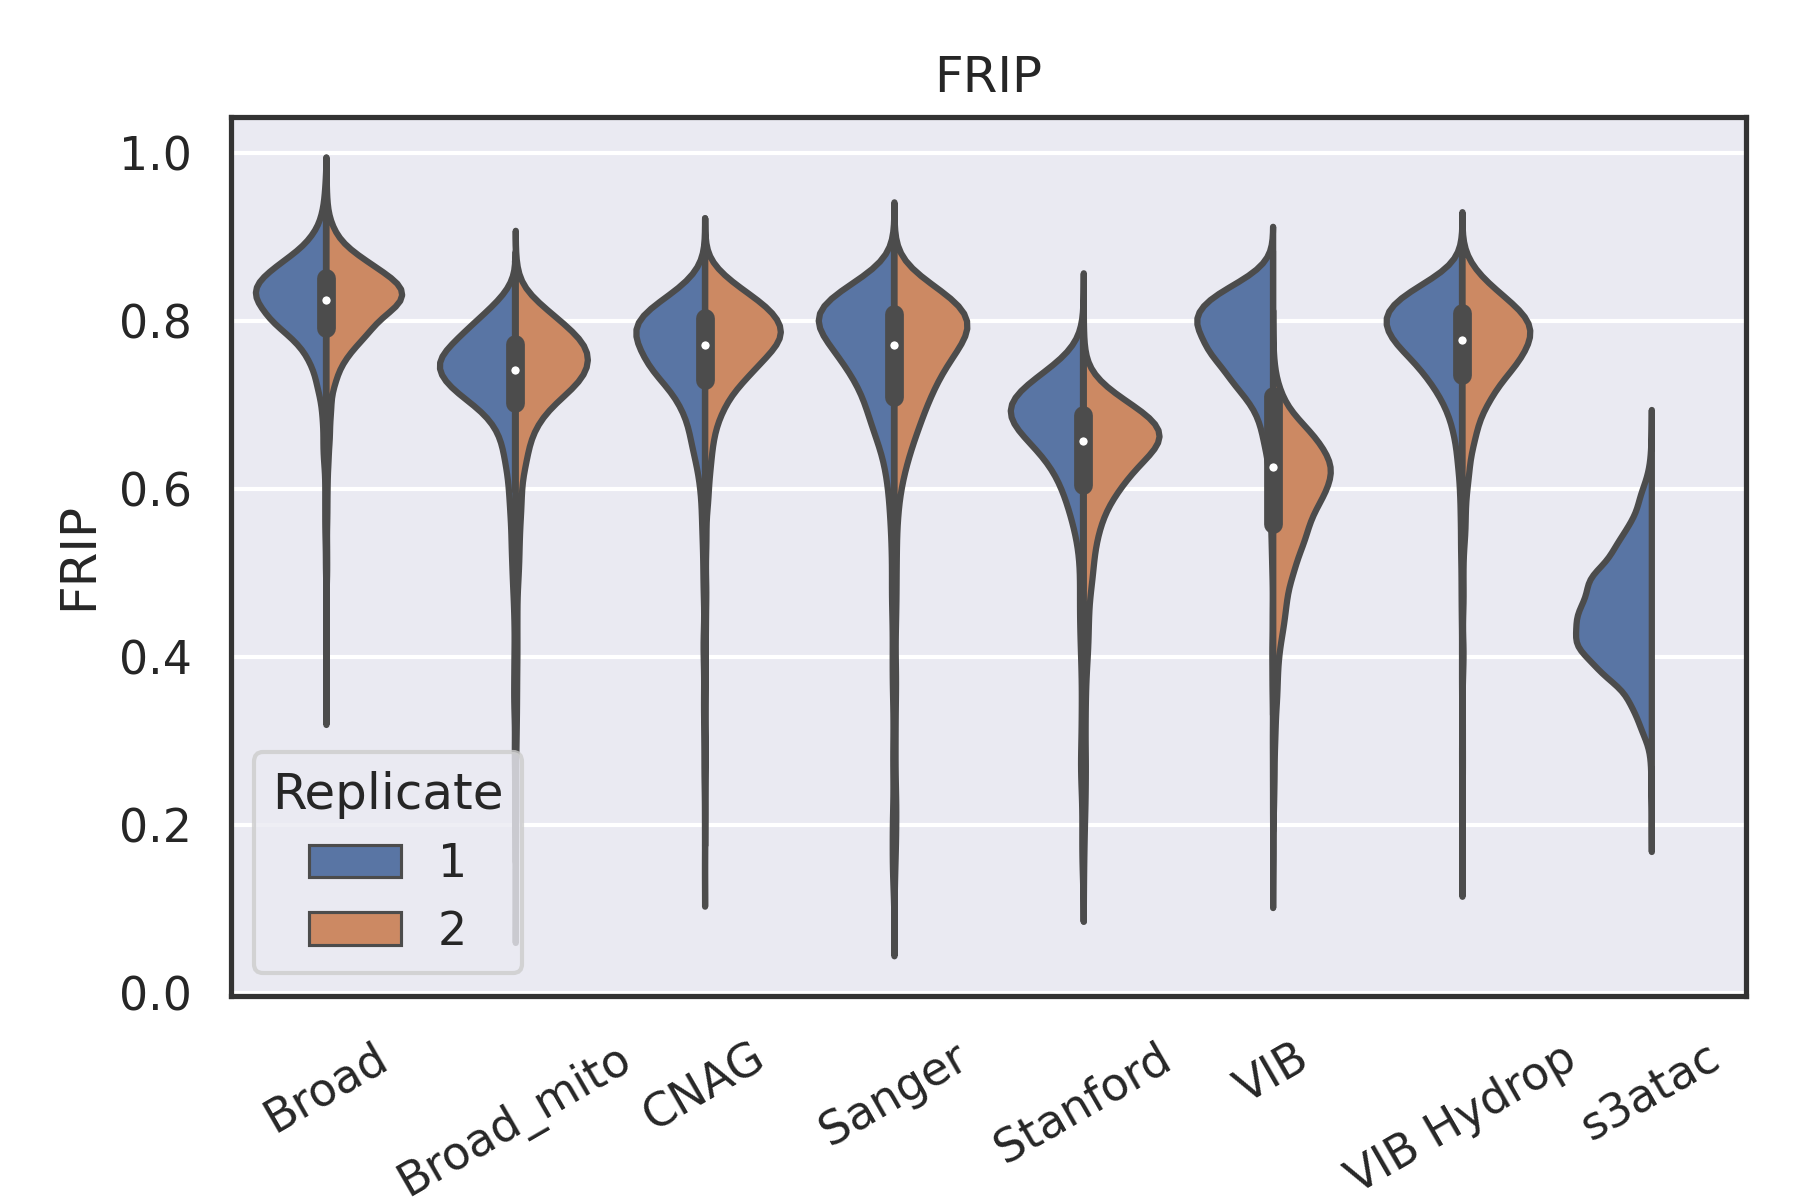 FRIP
FRIP
1.0
0.8
0.6
0.4
0.2
0.0
Replicate
1
2
Broad
Broad_mito
CNAG
Sanger
Stanford
VIB
VIB Hydrop
s3atac